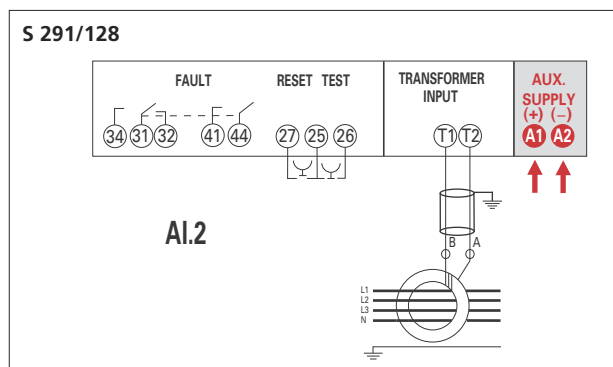 S 291/128
FAULT RESET TEST TRANSFORMER INPUT AUX. SUPPLY
(+) (−)
34 31 32 41 44 27 25 26 T1 T2 A1 A2
AI.2
B A
L1
L2
L3
N